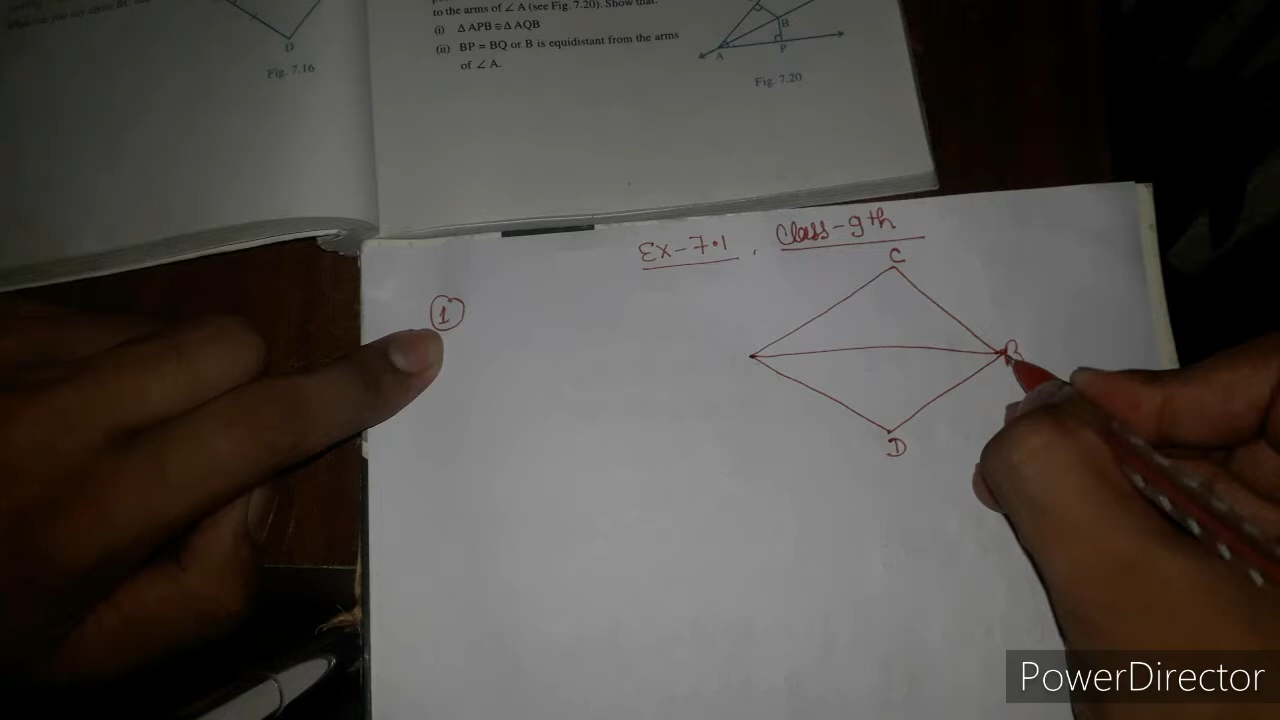 D
Fig. 7.16
to the arms of ∠ A (see Fig. 7.20). Show that:
(i) Δ APB ≅ Δ AQB
(ii) BP = BQ or B is equidistant from the arms
of ∠ A.
B
A
P
Fig. 7.20
Ex-7.1, Class-9th
1
C
B
D
PowerDirector